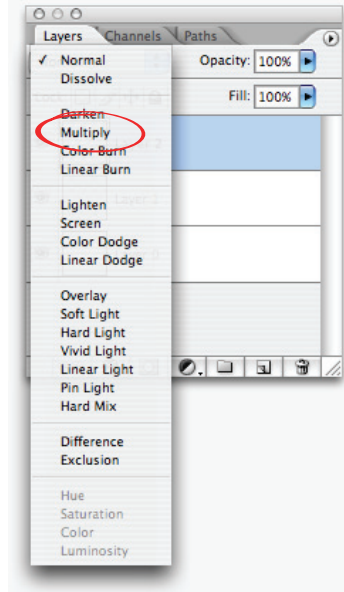 Layers Channels Paths
✓ Normal Opacity: 100%
Dissolve
Fill: 100%
Darken
Multiply
Color Burn
Linear Burn
Lighten
Screen
Color Dodge
Linear Dodge
Overlay
Soft Light
Hard Light
Vivid Light
Linear Light
Pin Light
Hard Mix
Difference
Exclusion
Hue
Saturation
Color
Luminosity